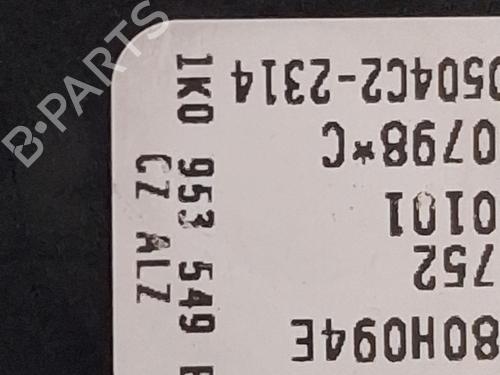 B-PARTS
1K0 953 549
CZ ALZ
0504C2-2314
0798*C
0101
752
80H094E